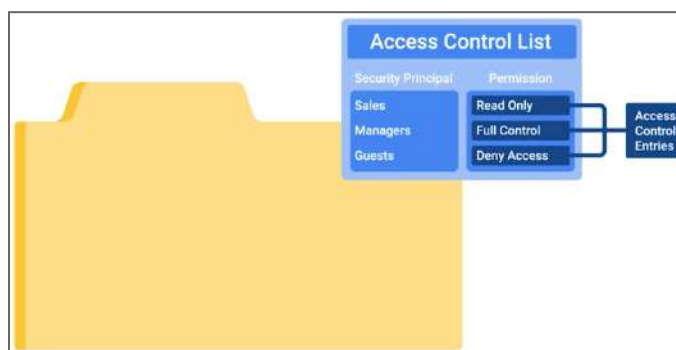 Access Control List
Security Principal Permission
Sales Read Only
Managers Full Control
Guests Deny Access
Access
Control
Entries